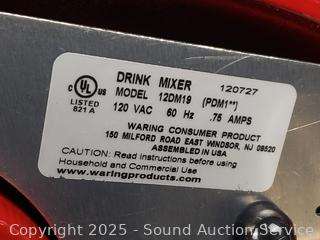 DRINK MIXER 120727
MODEL 12DM19 (PDM1**)
120 VAC 60 Hz .75 AMPS
C UL US
LISTED
821 A
WARING CONSUMER PRODUCT
150 MILFORD ROAD EAST WINDSOR, NJ 08520
ASSEMBLED IN USA
CAUTION: Read instructions before using
Household and Commercial Use
www.waringproducts.com
Copyright 2025 - Sound Auction Service